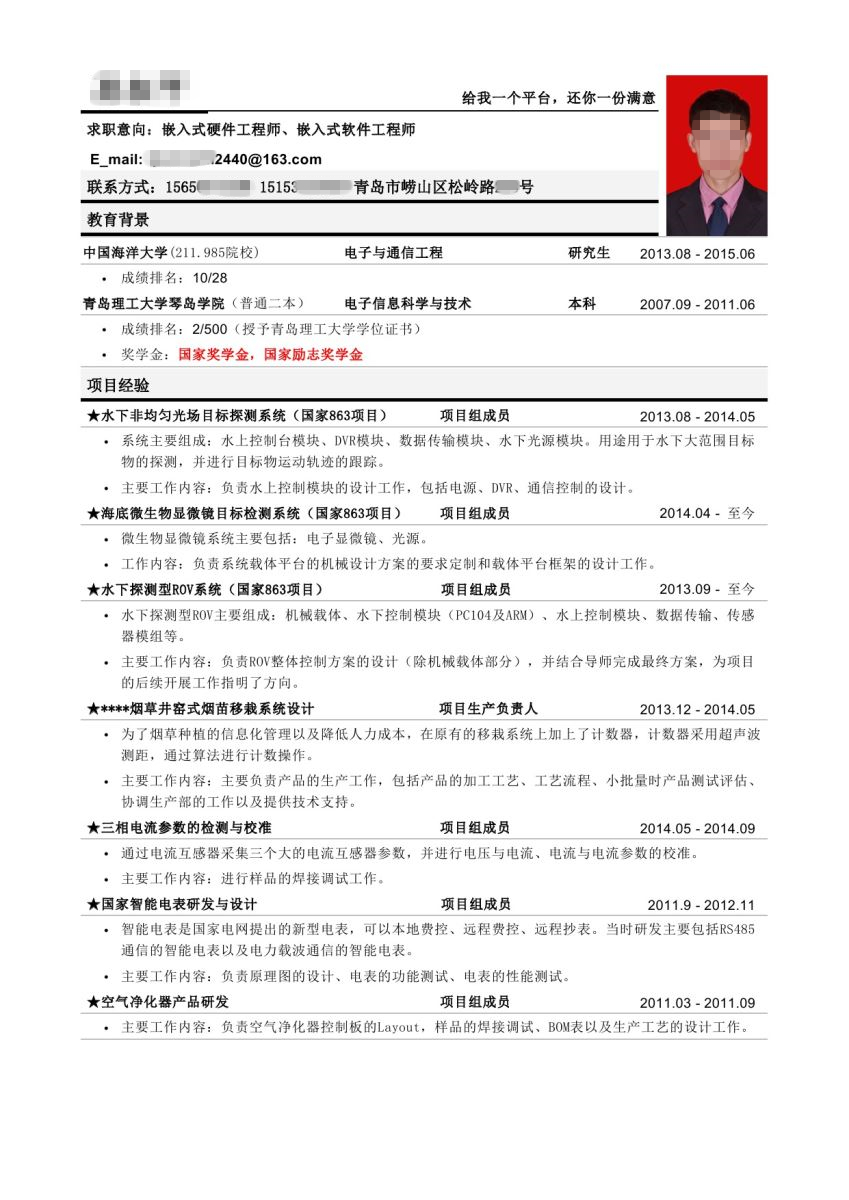 给我一个平台，还你一份满意
求职意向：嵌入式硬件工程师、嵌入式软件工程师
E_mail: 2440@163.com
联系方式：1565 15153 青岛市崂山区松岭路 号
教育背景
中国海洋大学(211.985院校) 电子与通信工程 研究生 2013.08 - 2015.06
• 成绩排名：10/28
青岛理工大学琴岛学院（普通二本） 电子信息科学与技术 本科 2007.09 - 2011.06
• 成绩排名：2/500（授予青岛理工大学学位证书）
• 奖学金：国家奖学金，国家励志奖学金
项目经验
★水下非均匀光场目标探测系统（国家863项目） 项目组成员 2013.08 - 2014.05
• 系统主要组成：水上控制台模块、DVR模块、数据传输模块、水下光源模块。用途用于水下大范围目标
物的探测，并进行目标物运动轨迹的跟踪。
• 主要工作内容：负责水上控制模块的设计工作，包括电源、DVR、通信控制的设计。
★海底微生物显微镜目标检测系统（国家863项目） 项目组成员 2014.04 - 至今
• 微生物显微镜系统主要包括：电子显微镜、光源。
• 工作内容：负责系统载体平台的机械设计方案的要求定制和载体平台框架的设计工作。
★水下探测型ROV系统（国家863项目） 项目组成员 2013.09 - 至今
• 水下探测型ROV主要组成：机械载体、水下控制模块（PC104及ARM）、水上控制模块、数据传输、传感
器模组等。
• 主要工作内容：负责ROV整体控制方案的设计（除机械载体部分），并结合导师完成最终方案，为项目
的后续开展工作指明了方向。
★****烟草井窑式烟苗移栽系统设计 项目生产负责人 2013.12 - 2014.05
• 为了烟草种植的信息化管理以及降低人力成本，在原有的移栽系统上加上了计数器，计数器采用超声波
测距，通过算法进行计数操作。
• 主要工作内容：主要负责产品的生产工作，包括产品的加工工艺、工艺流程、小批量时产品测试评估、
协调生产部的工作以及提供技术支持。
★三相电流参数的检测与校准 项目组成员 2014.05 - 2014.09
• 通过电流互感器采集三个大的电流互感器参数，并进行电压与电流、电流与电流参数的校准。
• 主要工作内容：进行样品的焊接调试工作。
★国家智能电表研发与设计 项目组成员 2011.9 - 2012.11
• 智能电表是国家电网提出的新型电表，可以本地费控、远程费控、远程抄表。当时研发主要包括RS485
通信的智能电表以及电力载波通信的智能电表。
• 主要工作内容：负责原理图的设计、电表的功能测试、电表的性能测试。
★空气净化器产品研发 项目组成员 2011.03 - 2011.09
• 主要工作内容：负责空气净化器控制板的Layout，样品的焊接调试、BOM表以及生产工艺的设计工作。